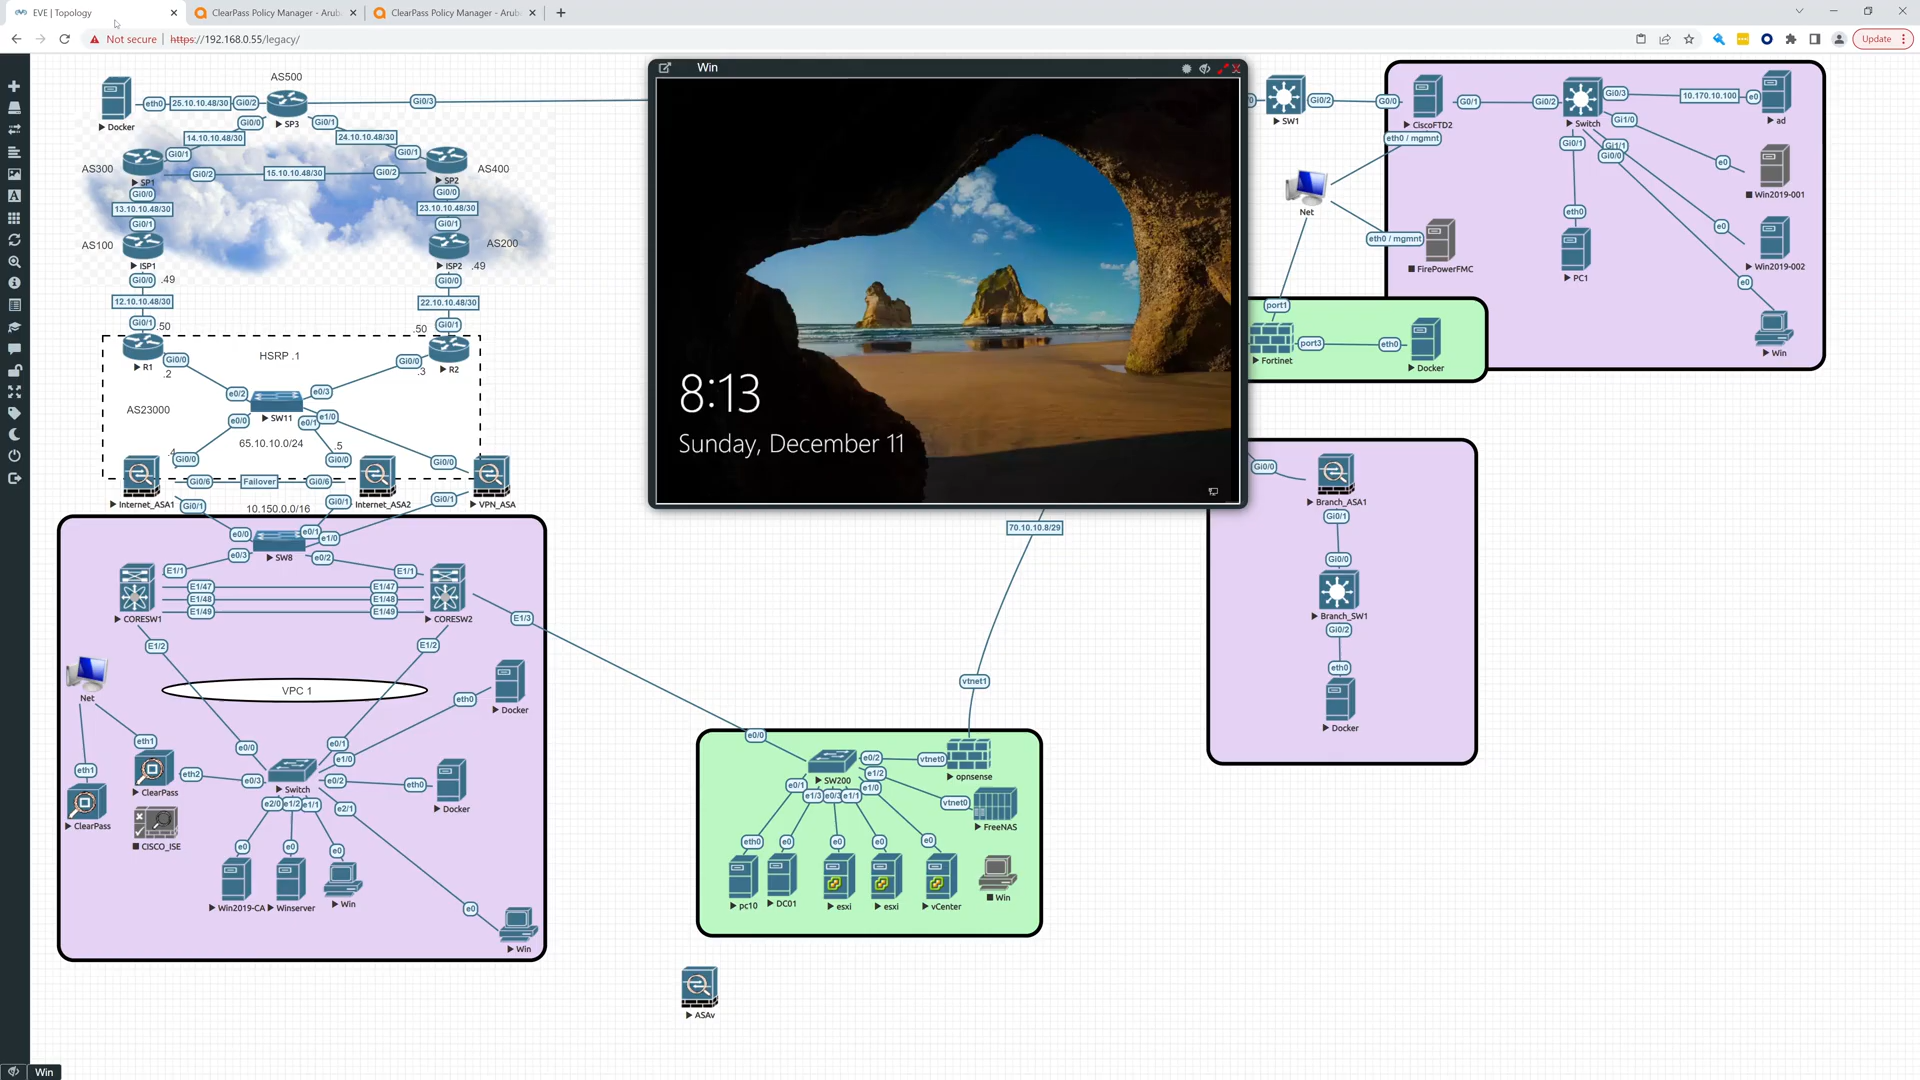 EVE | Topology
ClearPass Policy Manager - Arub
ClearPass Policy Manager - Arub
Not secure
https://192.168.0.55/legacy/
Update
Win
8:13
Sunday, December 11
AS500
Docker
eth0
25.10.10.48/30
Gi0/2
SP3
Gi0/3
Gi0/0
Gi0/1
14.10.10.48/30
24.10.10.48/30
Gi0/1
Gi0/1
AS300
SP1
Gi0/2
15.10.10.48/30
Gi0/2
SP2
AS400
Gi0/0
Gi0/0
13.10.10.48/30
23.10.10.48/30
Gi0/1
Gi0/1
AS100
AS200
ISP1
ISP2
.49
Gi0/0
.49
Gi0/0
12.10.10.48/30
22.10.10.48/30
Gi0/1
.50
.50
Gi0/1
R1
Gi0/0
HSRP .1
Gi0/0
R2
.2
.3
e0/2
e0/3
AS23000
SW11
e0/0
e0/1
e1/0
65.10.10.0/24
.4
.5
Gi0/0
Gi0/0
Gi0/0
Gi0/6
Failover
Gi0/6
Internet_ASA1
Internet_ASA2
VPN_ASA
Gi0/1
Gi0/1
Gi0/1
10.150.0.0/16
e0/0
e0/1
e1/0
SW8
e0/3
e0/2
E1/1
E1/1
E1/47
E1/47
E1/48
E1/48
E1/49
E1/49
CORESW1
CORESW2
E1/3
E1/2
E1/2
VPC 1
Net
eth0
Docker
eth1
e0/0
e0/1
e1/0
eth1
eth2
e0/3
Switch
e0/2
eth0
ClearPass
Docker
e2/0
e1/2
e1/1
e2/1
ClearPass
CISCO_ISE
e0
e0
e0
Win2019-CA
Winserver
Win
e0
Win
70.10.10.8/29
vtnet1
e0/0
SW200
e0/2
vtnet0
opnsense
e0/1
e1/2
e1/3
e0/3
e1/1
e1/0
vtnet0
FreeNAS
eth0
e0
e0
e0
e0
pc10
DC01
esxi
esxi
vCenter
Win
ASAv
SW1
Gi0/2
G0/0
CiscoFTD2
G0/1
Gi0/2
Switch
Gi0/3
10.170.10.100
e0
ad
eth0 / mgmnt
Gi1/0
Gi0/1
Gi1/1
Gi0/0
e0
Win2019-001
Net
eth0
e0
eth0 / mgmnt
FirePowerFMC
PC1
Win2019-002
e0
port1
Fortinet
port3
eth0
Docker
Win
Gi0/0
Branch_ASA1
Gi0/1
Gi0/0
Branch_SW1
Gi0/2
eth0
Docker
Win